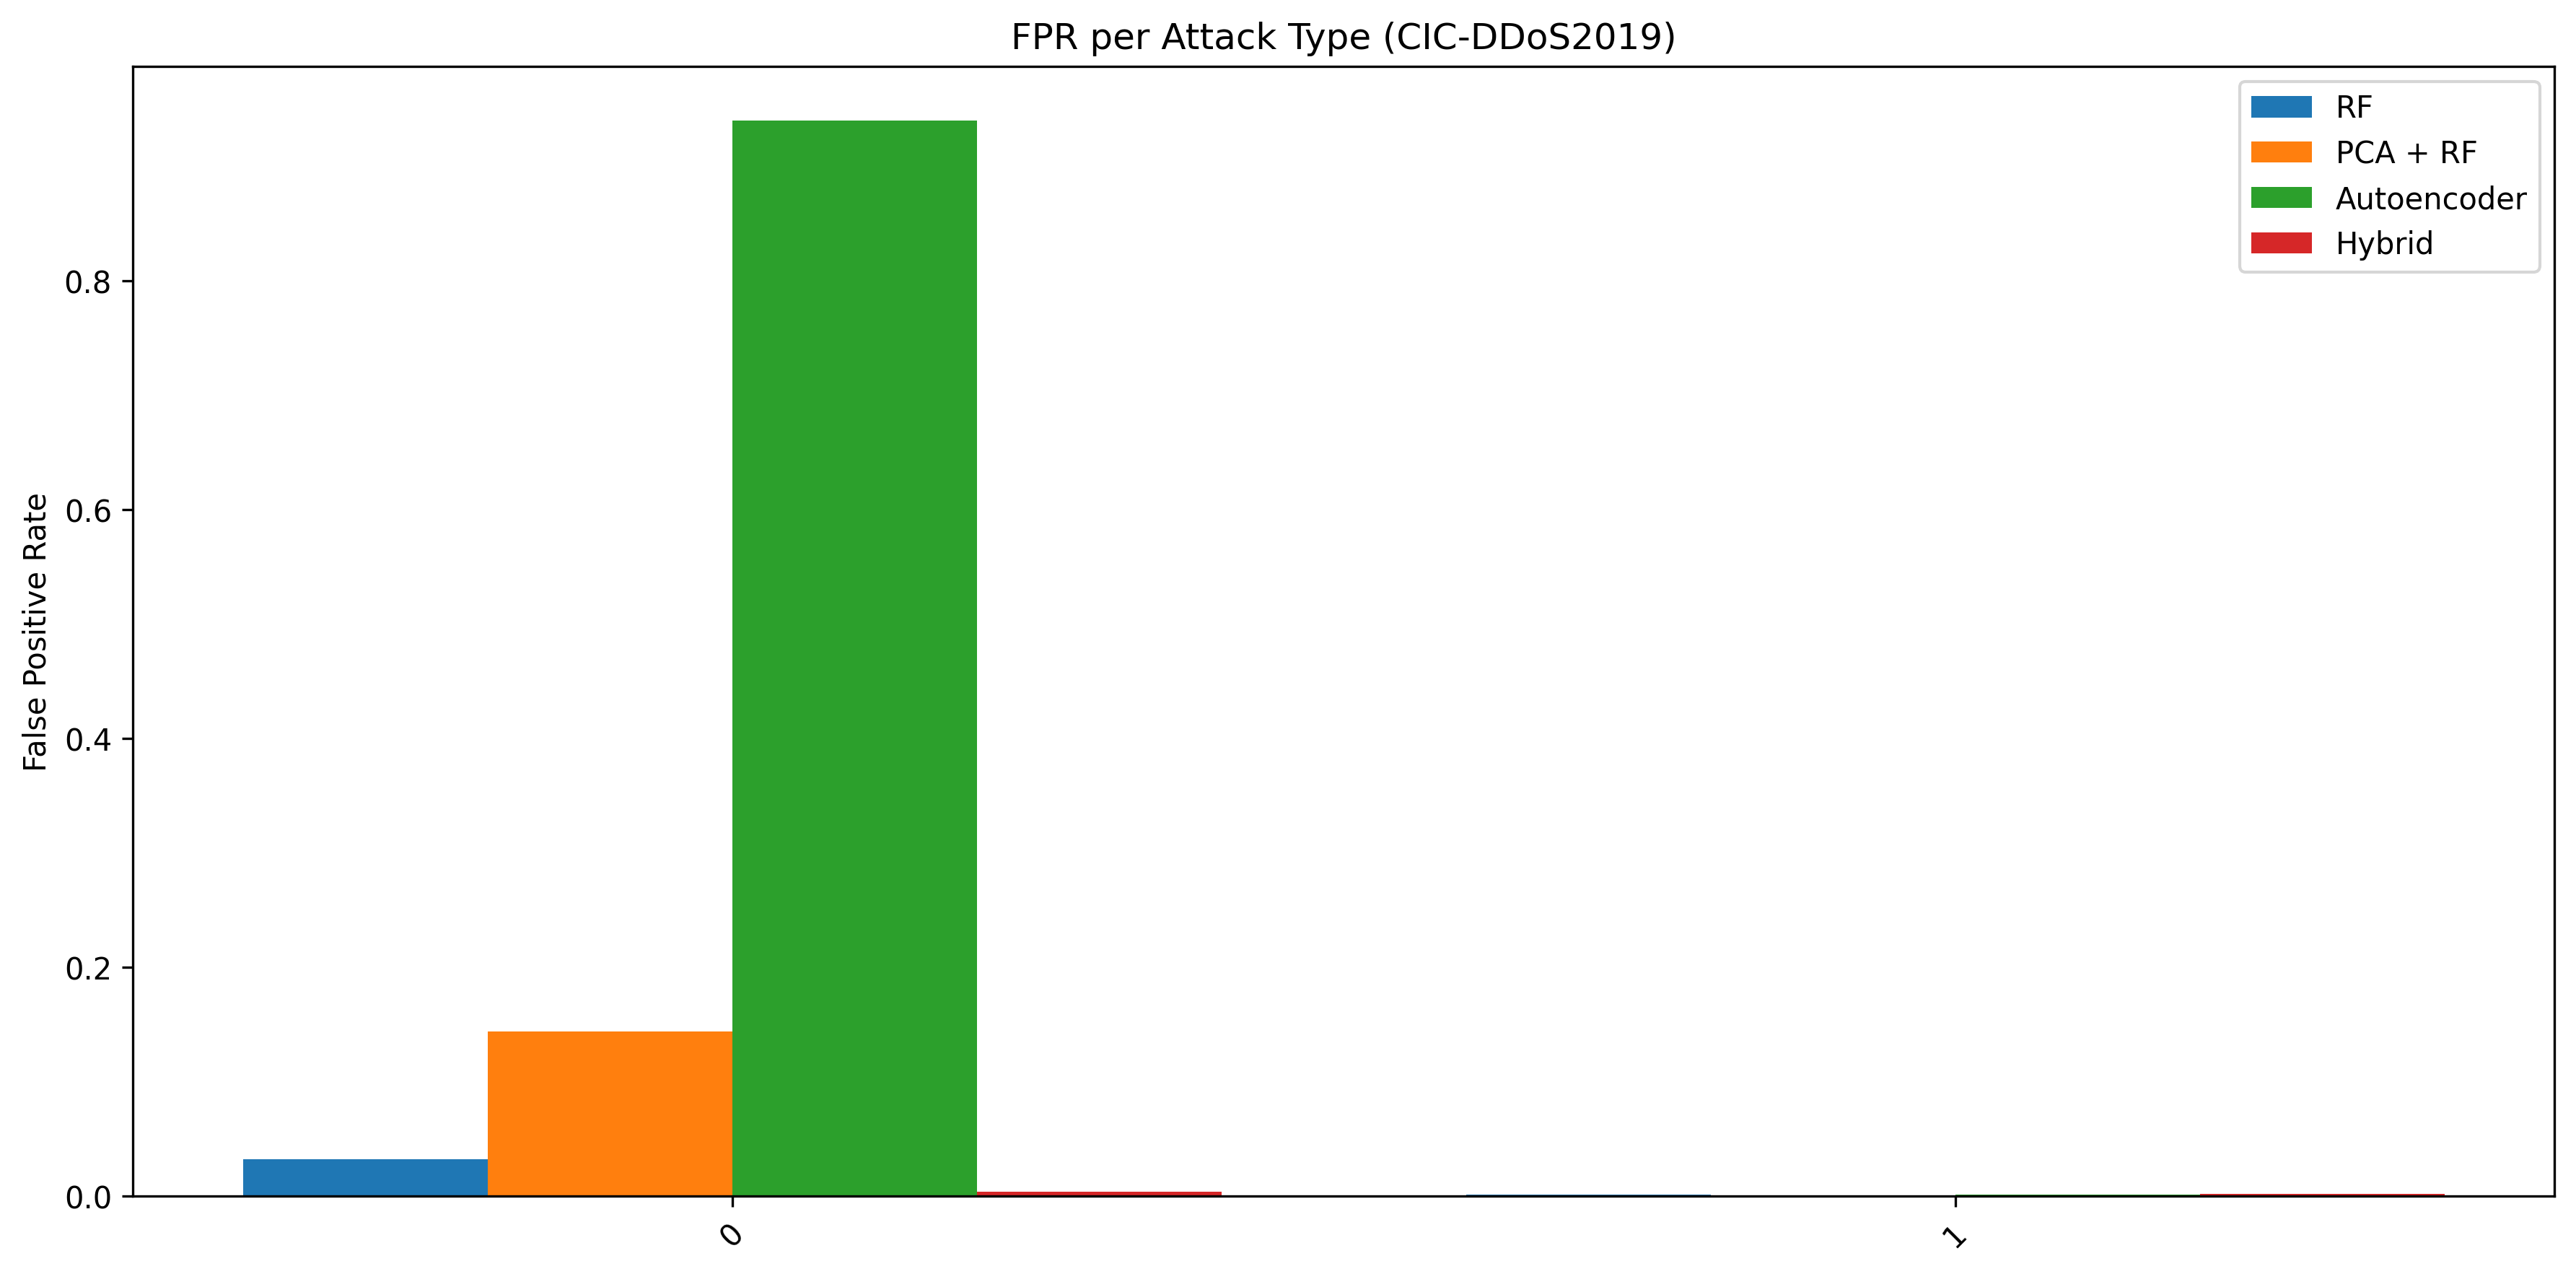 FPR per Attack Type (CIC-DDoS2019)
RF
PCA + RF
Autoencoder
Hybrid
False Positive Rate
0.8
0.6
0.4
0.2
0.0
0
1